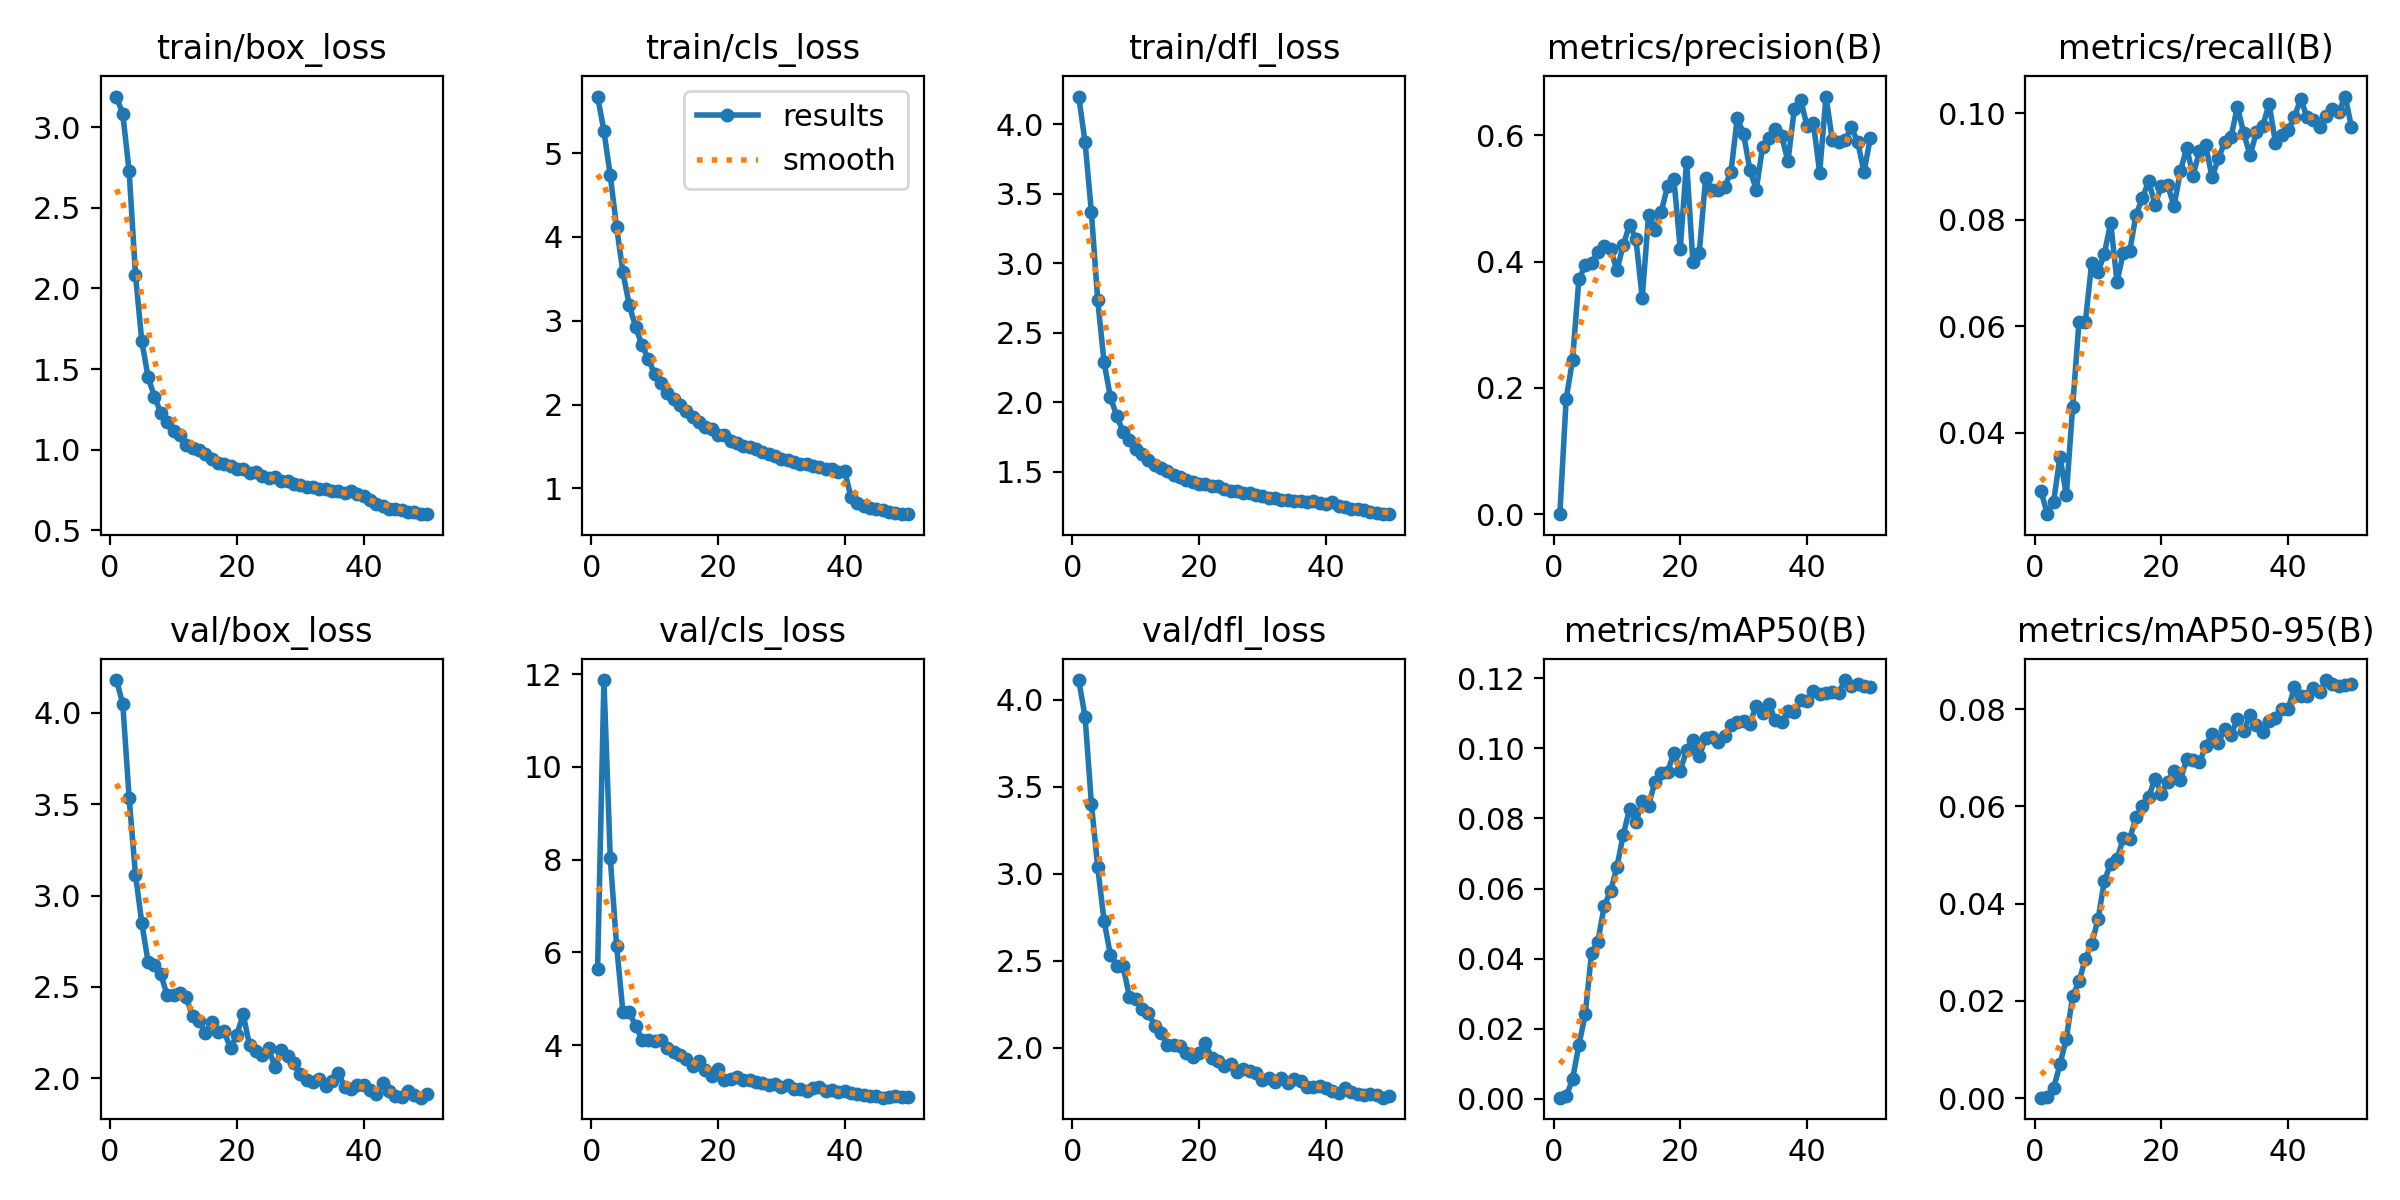 train/box_loss
3.0
2.5
2.0
1.5
1.0
0.5
0 20 40
train/cls_loss
results
smooth
5
4
3
2
1
0 20 40
train/dfl_loss
4.0
3.5
3.0
2.5
2.0
1.5
0 20 40
metrics/precision(B)
0.6
0.4
0.2
0.0
0 20 40
metrics/recall(B)
0.10
0.08
0.06
0.04
0 20 40
val/box_loss
4.0
3.5
3.0
2.5
2.0
0 20 40
val/cls_loss
12
10
8
6
4
0 20 40
val/dfl_loss
4.0
3.5
3.0
2.5
2.0
0 20 40
metrics/mAP50(B)
0.12
0.10
0.08
0.06
0.04
0.02
0.00
0 20 40
metrics/mAP50-95(B)
0.08
0.06
0.04
0.02
0.00
0 20 40